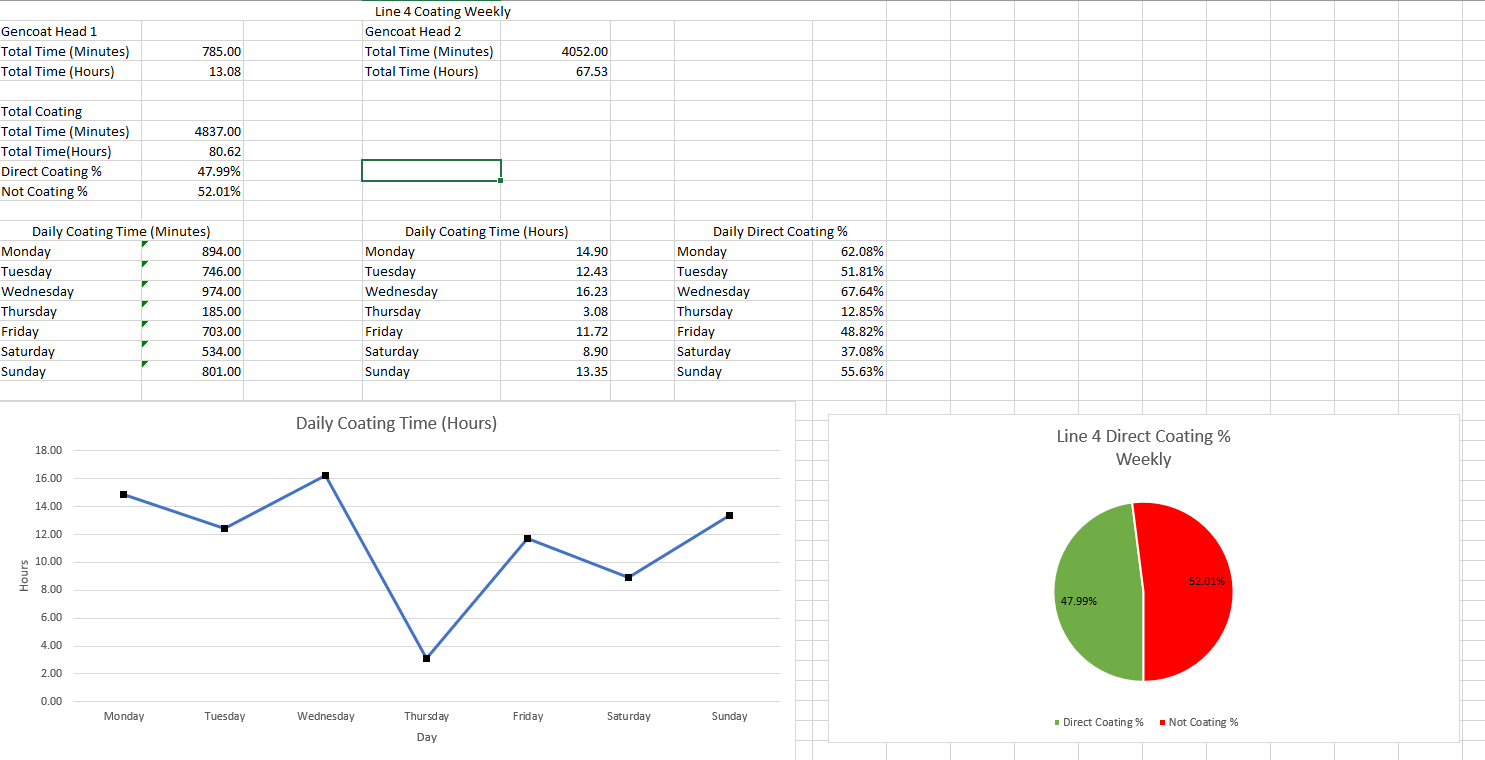 Line 4 Coating Weekly
Gencoat Head 1 Gencoat Head 2
Total Time (Minutes) 785.00 Total Time (Minutes) 4052.00
Total Time (Hours) 13.08 Total Time (Hours) 67.53
Total Coating
Total Time (Minutes) 4837.00
Total Time(Hours) 80.62
Direct Coating % 47.99%
Not Coating % 52.01%
Daily Coating Time (Minutes) Daily Coating Time (Hours) Daily Direct Coating %
Monday 894.00 Monday 14.90 Monday 62.08%
Tuesday 746.00 Tuesday 12.43 Tuesday 51.81%
Wednesday 974.00 Wednesday 16.23 Wednesday 67.64%
Thursday 185.00 Thursday 3.08 Thursday 12.85%
Friday 703.00 Friday 11.72 Friday 48.82%
Saturday 534.00 Saturday 8.90 Saturday 37.08%
Sunday 801.00 Sunday 13.35 Sunday 55.63%
Daily Coating Time (Hours)
18.00
16.00
14.00
12.00
10.00
8.00
6.00
4.00
2.00
0.00
Hours
Monday Tuesday Wednesday Thursday Friday Saturday Sunday
Day
Line 4 Direct Coating %
Weekly
52.01%
47.99%
Direct Coating % Not Coating %